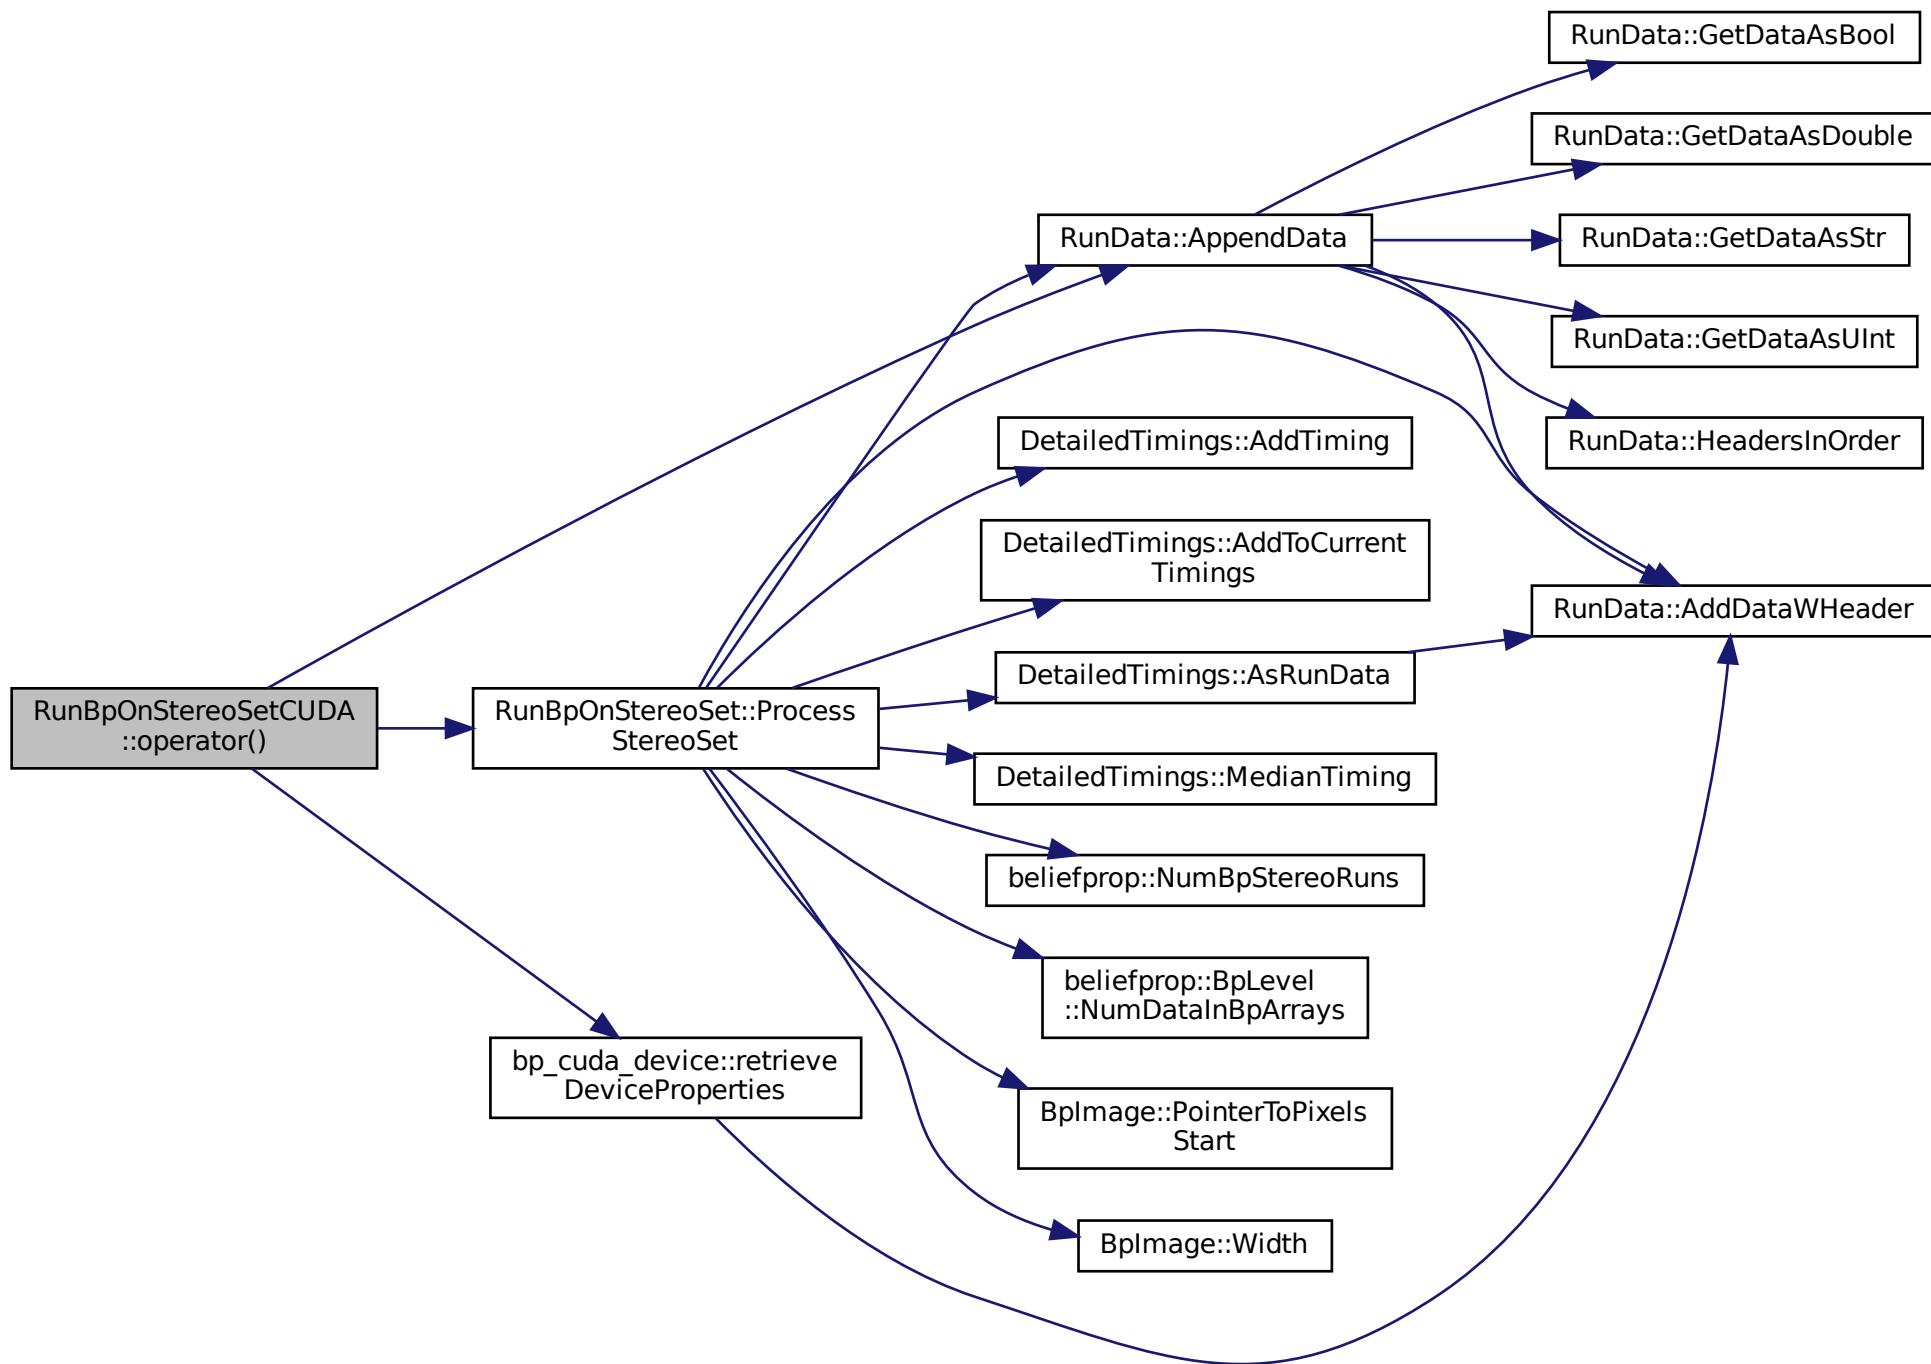 RunData::GetDataAsBool
RunData::GetDataAsDouble
RunData::AppendData
RunData::GetDataAsStr
RunData::GetDataAsUInt
RunData::HeadersInOrder
DetailedTimings::AddTiming
DetailedTimings::AddToCurrent
Timings
RunData::AddDataWHeader
DetailedTimings::AsRunData
RunBpOnStereoSetCUDA
::operator()
RunBpOnStereoSet::Process
StereoSet
DetailedTimings::MedianTiming
beliefprop::NumBpStereoRuns
beliefprop::BpLevel
::NumDataInBpArrays
bp_cuda_device::retrieve
DeviceProperties
BpImage::PointerToPixels
Start
BpImage::Width